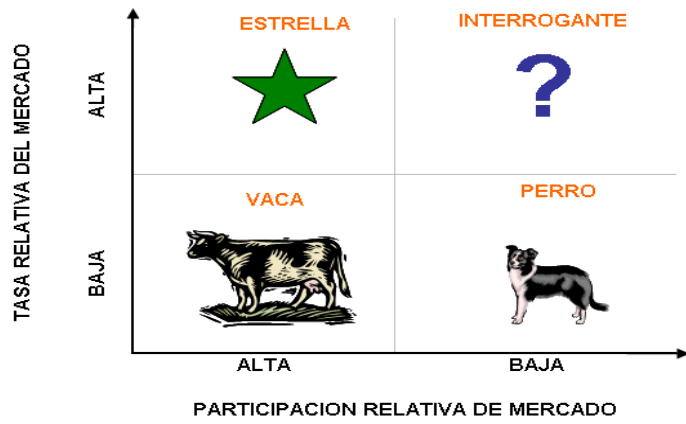 ESTRELLA
INTERROGANTE
?
TASA RELATIVA DEL MERCADO
ALTA
VACA
PERRO
BAJA
ALTA
BAJA
PARTICIPACION RELATIVA DE MERCADO